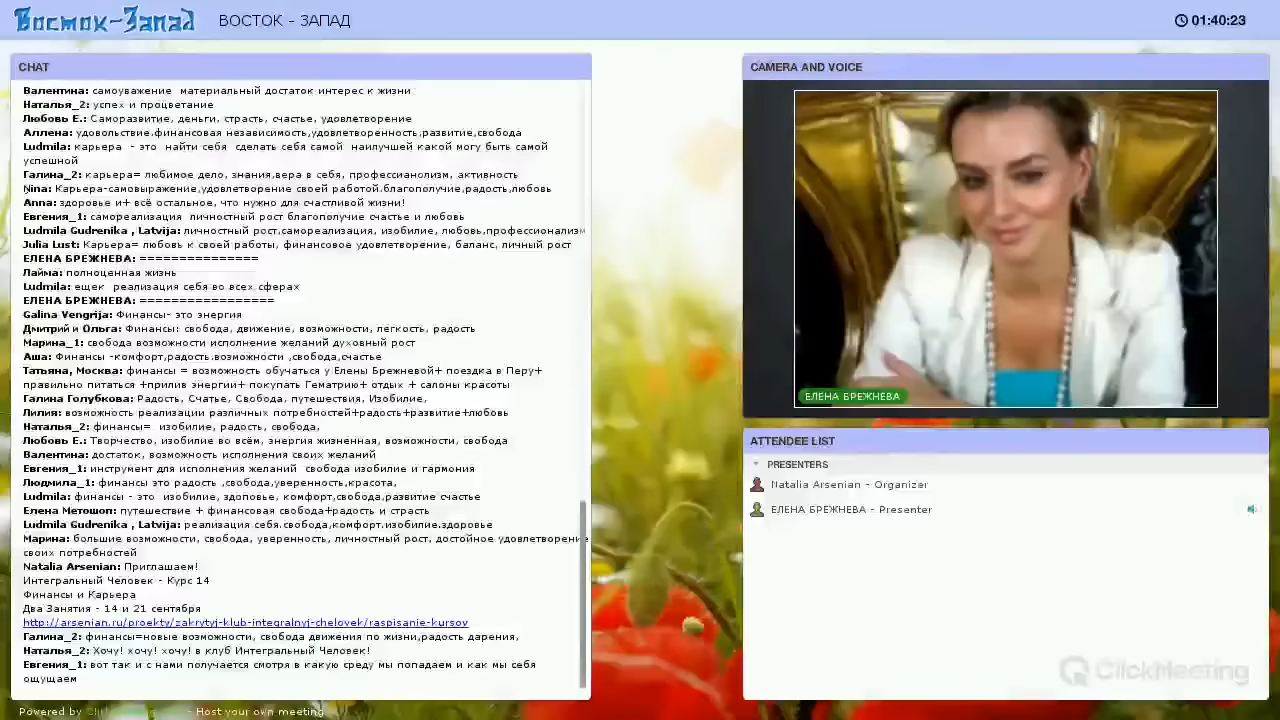 Восток-Запад
ВОСТОК - ЗАПАД
01:40:23
CHAT
Валентина: самоуважение материальный достаток интерес к жизни
Наталья_2: успех и процветание
Любовь Е.: Саморазвитие, деньги, страсть, счастье, удовлетворение
Аллена: удовольствие.финансовая независимость,удовлетворенность,развитие,свобода
Ludmila: карьера - это найти себя сделать себя самой наилучшей какой могу быть самой
успешной
Галина_2: карьера= любимое дело, знания,вера в себя, профессианолизм, активность
Nina: Карьера-самовыражение,удовлетворение своей работой.благополучие,радость,любовь
Anna: здоровье и+ всё остальное, что нужно для счастливой жизни!
Евгения_1: самореализация личностный рост благополучие счастье и любовь
Ludmila Gudrenika , Latvija: личностный рост,самореализация, изобилие, любовь,профессионализм
Julia Lust: Карьера= любовь к своей работы, финансовое удовлетворение, баланс, личный рост
ЕЛЕНА БРЕЖНЕВА: ===============
Лайма: полноценная жизнь
Ludmila: ещек реализация себя во всех сферах
ЕЛЕНА БРЕЖНЕВА: =================
Galina Vengrija: Финансы- это энергия
Дмитрий и Ольга: Финансы: свобода, движение, возможности, легкость, радость
Марина_1: свобода возможности исполнение желаний духовный рост
Аша: Финансы -комфорт,радость.возможности ,свобода,счастье
Татьяна, Москва: финансы = возможность обучаться у Елены Брежневой+ поездка в Перу+
правильно питаться +прилив энергии+ покупать Гематрию+ отдых + салоны красоты
Галина Голубкова: Радость, Счатье, Свобода, путешествия, Изобилие,
Лилия: возможность реализации различных потребностей+радость+развитие+любовь
Наталья_2: финансы= изобилие, радость, свобода,
Любовь Е.: Творчество, изобилие во всём, энергия жизненная, возможности, свобода
Валентина: достаток, возможность исполнения своих желаний
Евгения_1: инструмент для исполнения желаний свобода изобилие и гармония
Людмила_1: финансы это радость ,свобода,уверенность,красота,
Ludmila: финансы - это изобилие, здоровье, комфорт,свобода,развитие счастье
Елена Метошоп: путешествие + финансовая свобода+радость и страсть
Ludmila Gudrenika , Latvija: реализация себя.свобода,комфорт.изобилие.здоровье
Марина: большие возможности, свобода, уверенность, личностный рост, достойное удовлетворение
своих потребностей
Natalia Arsenian: Приглашаем!
Интегральный Человек - Курс 14
Финансы и Карьера
Два Занятия - 14 и 21 сентября
http://arsenian.ru/proekty/zakrytyj-klub-integralnyj-chelovek/raspisanie-kursov
Галина_2: финансы=новые возможности, свобода движения по жизни,радость дарения,
Наталья_2: Хочу! хочу! хочу! в клуб Интегральный Человек!
Евгения_1: вот так и с нами получается смотря в какую среду мы попадаем и как мы себя
ощущаем
CAMERA AND VOICE
ЕЛЕНА БРЕЖНЕВА
ATTENDEE LIST
PRESENTERS
Natalia Arsenian - Organizer
ЕЛЕНА БРЕЖНЕВА - Presenter
ClickMeeting
Powered by - Host your own meeting